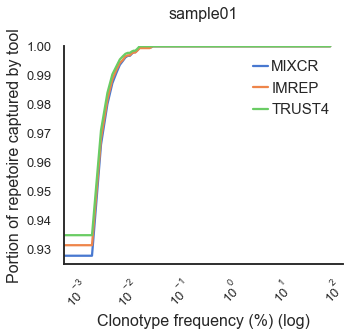 sample01
Portion of repetoire captured by tool
1.00
0.99
0.98
0.97
0.96
0.95
0.94
0.93
MIXCR
IMREP
TRUST4
10⁻³
10⁻²
10⁻¹
10⁰
10¹
10²
Clonotype frequency (%) (log)